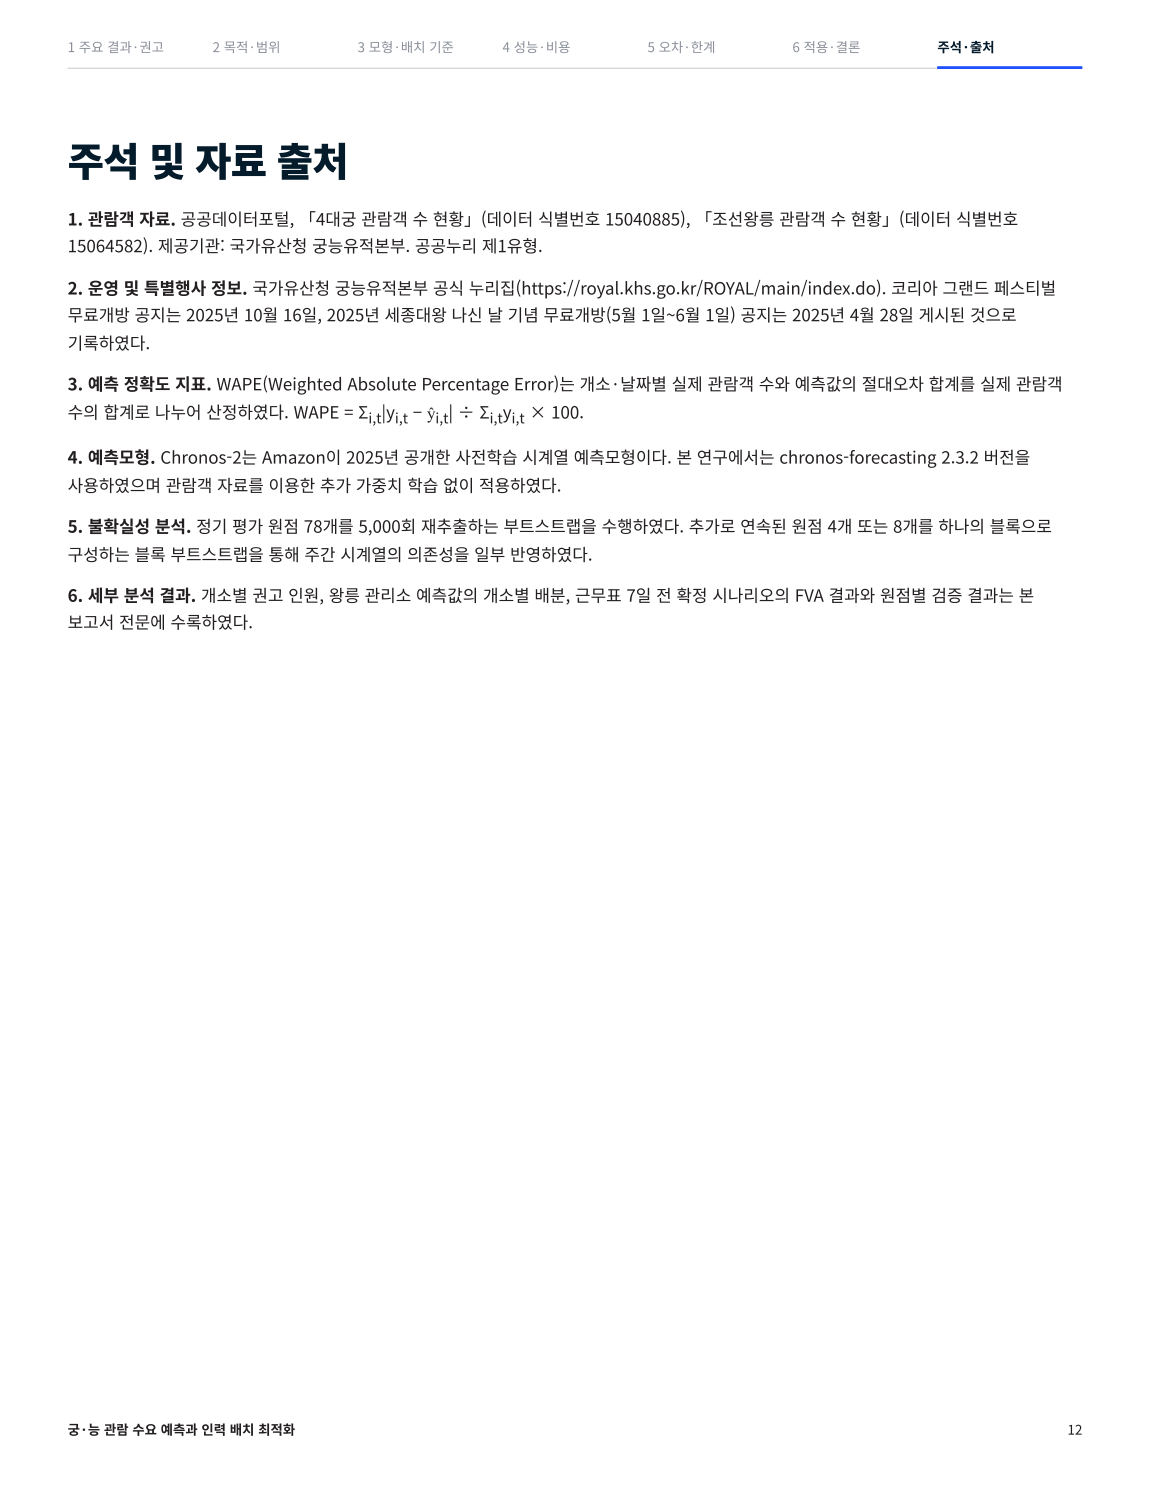 1 주요 결과·권고 2 목적·범위 3 모형·배치 기준 4 성능·비용 5 오차·한계 6 적용·결론 주석·출처
주석 및 자료 출처
1. 관람객 자료. 공공데이터포털, 「4대궁 관람객 수 현황」(데이터 식별번호 15040885), 「조선왕릉 관람객 수 현황」(데이터 식별번호
15064582). 제공기관: 국가유산청 궁능유적본부. 공공누리 제1유형.
2. 운영 및 특별행사 정보. 국가유산청 궁능유적본부 공식 누리집(https://royal.khs.go.kr/ROYAL/main/index.do). 코리아 그랜드 페스티벌
무료개방 공지는 2025년 10월 16일, 2025년 세종대왕 나신 날 기념 무료개방(5월 1일~6월 1일) 공지는 2025년 4월 28일 게시된 것으로
기록하였다.
3. 예측 정확도 지표. WAPE(Weighted Absolute Percentage Error)는 개소·날짜별 실제 관람객 수와 예측값의 절대오차 합계를 실제 관람객
수의 합계로 나누어 산정하였다. WAPE = Σi,t|yi,t − ŷi,t| ÷ Σi,tyi,t × 100.
4. 예측모형. Chronos-2는 Amazon이 2025년 공개한 사전학습 시계열 예측모형이다. 본 연구에서는 chronos-forecasting 2.3.2 버전을
사용하였으며 관람객 자료를 이용한 추가 가중치 학습 없이 적용하였다.
5. 불확실성 분석. 정기 평가 원점 78개를 5,000회 재추출하는 부트스트랩을 수행하였다. 추가로 연속된 원점 4개 또는 8개를 하나의 블록으로
구성하는 블록 부트스트랩을 통해 주간 시계열의 의존성을 일부 반영하였다.
6. 세부 분석 결과. 개소별 권고 인원, 왕릉 관리소 예측값의 개소별 배분, 근무표 7일 전 확정 시나리오의 FVA 결과와 원점별 검증 결과는 본
보고서 전문에 수록하였다.
궁·능 관람 수요 예측과 인력 배치 최적화 12